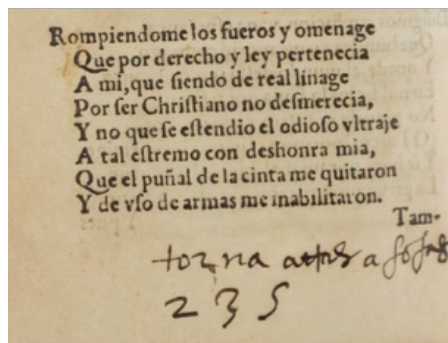 Rompiendome los fueros y omenage
Que por derecho y ley pertenecia
A mi, que siendo de real linage
Por ser Christiano no desmerecia,
Y no que se estendio el odioso vltraje
A tal estremo con deshonra mia,
Que el puñal de la cinta me quitaron
Y de vso de armas me inabilitaron.
Tam-
torna atras a fojas
235